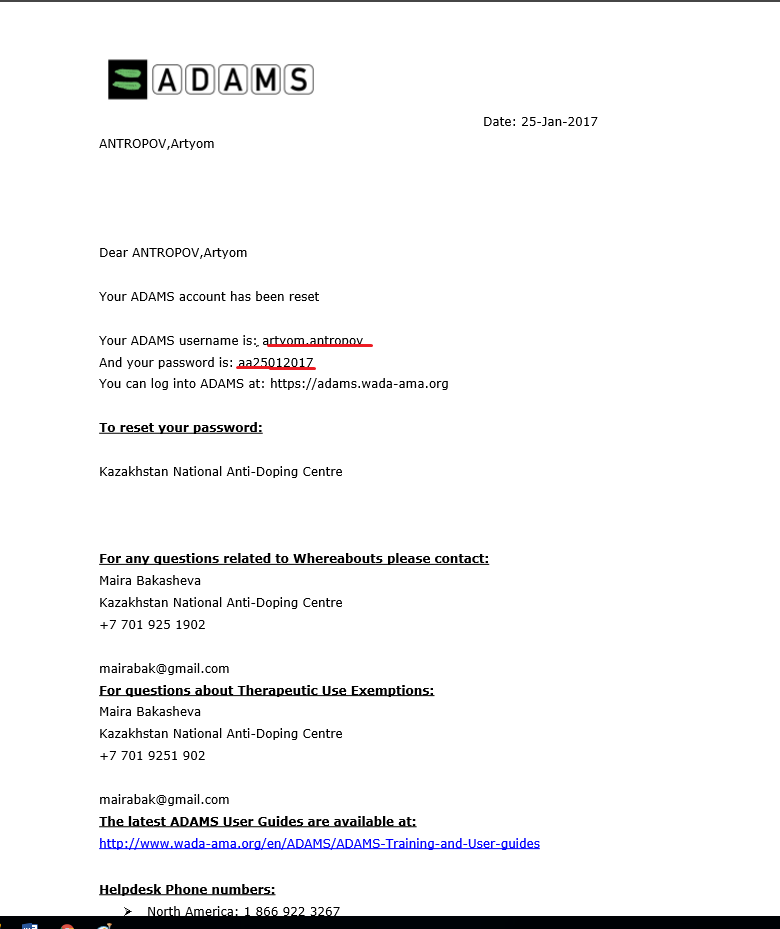 ADAMS
Date: 25-Jan-2017
ANTROPOV,Artyom
Dear ANTROPOV,Artyom
Your ADAMS account has been reset
Your ADAMS username is: artyom.antropov
And your password is: aa25012017
You can log into ADAMS at: https://adams.wada-ama.org
To reset your password:
Kazakhstan National Anti-Doping Centre
For any questions related to Whereabouts please contact:
Maira Bakasheva
Kazakhstan National Anti-Doping Centre
+7 701 925 1902
mairabak@gmail.com
For questions about Therapeutic Use Exemptions:
Maira Bakasheva
Kazakhstan National Anti-Doping Centre
+7 701 9251 902
mairabak@gmail.com
The latest ADAMS User Guides are available at:
http://www.wada-ama.org/en/ADAMS/ADAMS-Training-and-User-guides
Helpdesk Phone numbers:
➢ North America: 1 866 922 3267